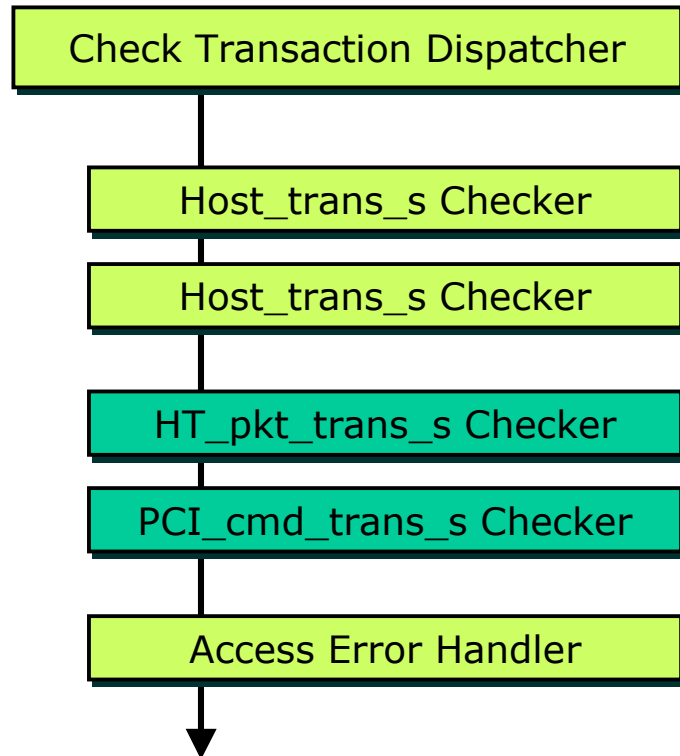 Check Transaction Dispatcher
Host_trans_s Checker
Host_trans_s Checker
HT_pkt_trans_s Checker
PCI_cmd_trans_s Checker
Access Error Handler